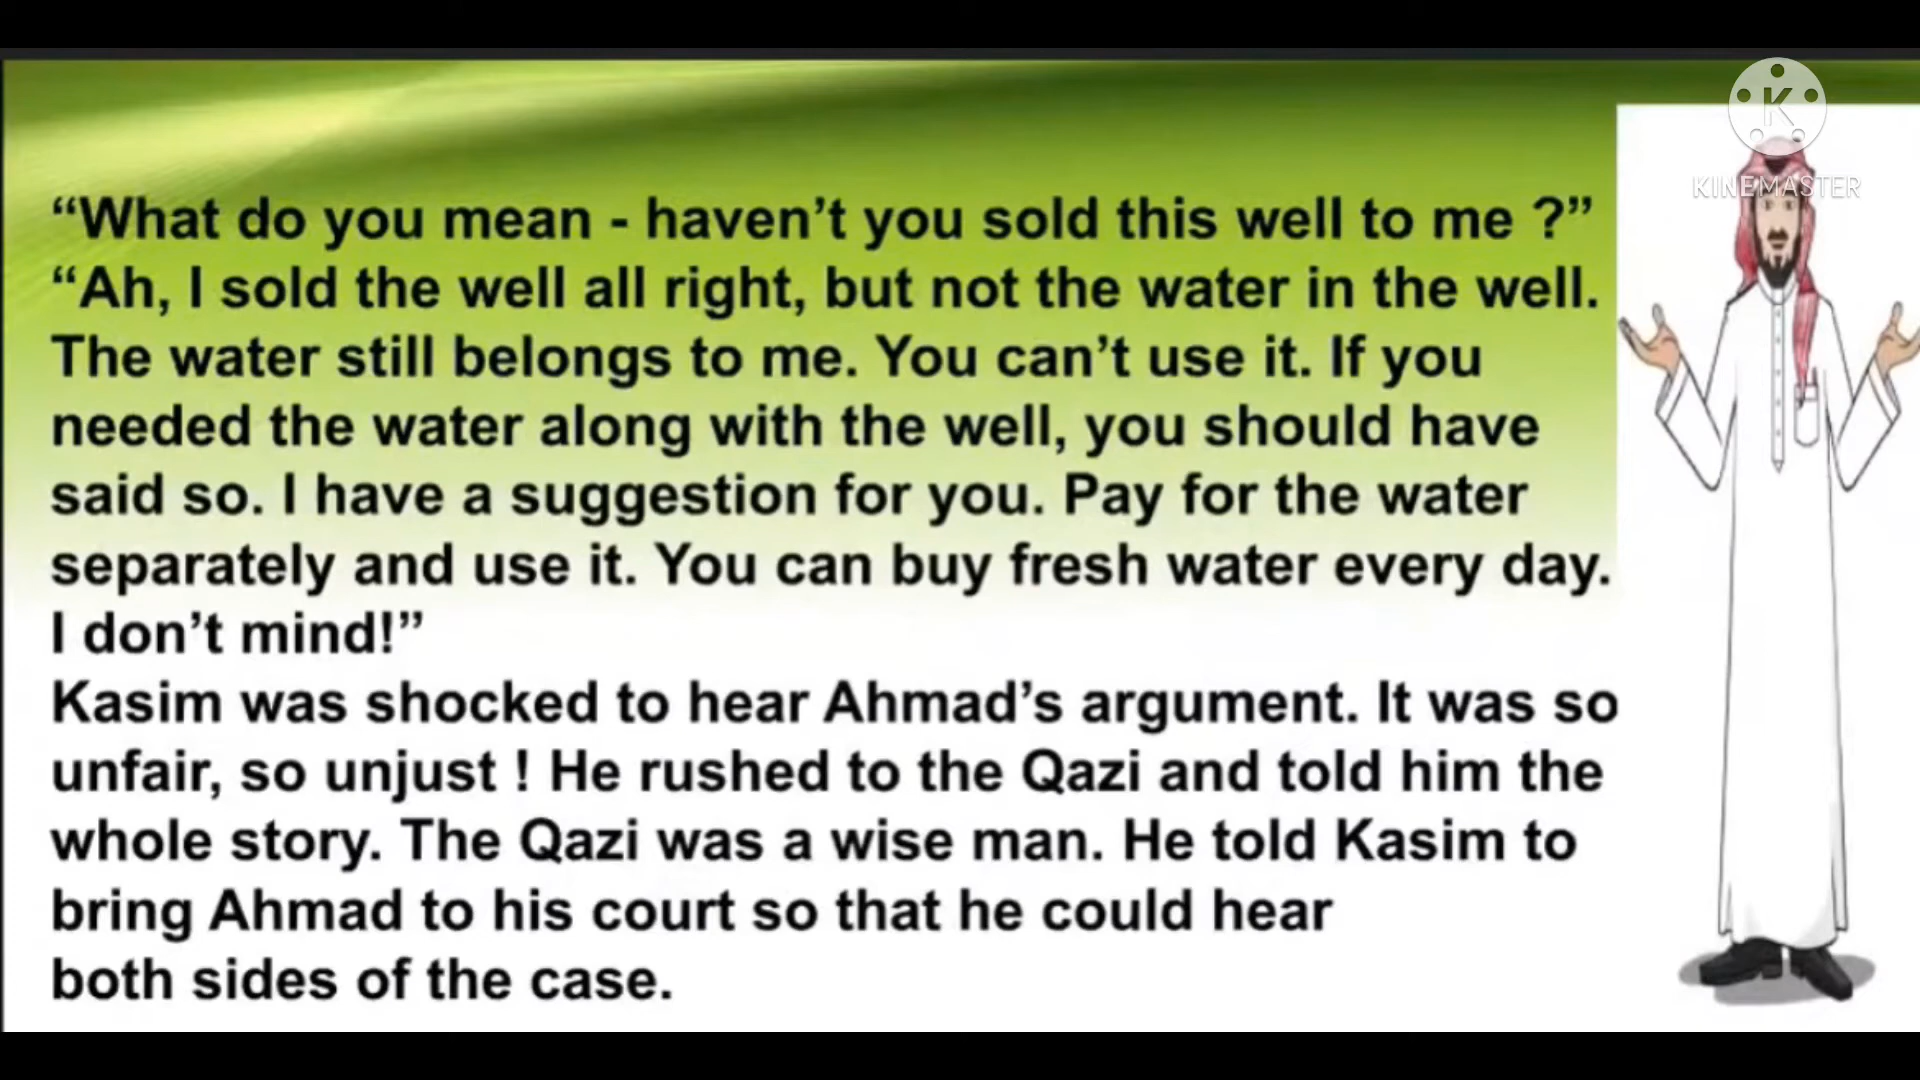 K
KINEMASTER
“What do you mean - haven’t you sold this well to me ?”
“Ah, I sold the well all right, but not the water in the well.
The water still belongs to me. You can’t use it. If you
needed the water along with the well, you should have
said so. I have a suggestion for you. Pay for the water
separately and use it. You can buy fresh water every day.
I don’t mind!”
Kasim was shocked to hear Ahmad’s argument. It was so
unfair, so unjust ! He rushed to the Qazi and told him the
whole story. The Qazi was a wise man. He told Kasim to
bring Ahmad to his court so that he could hear
both sides of the case.